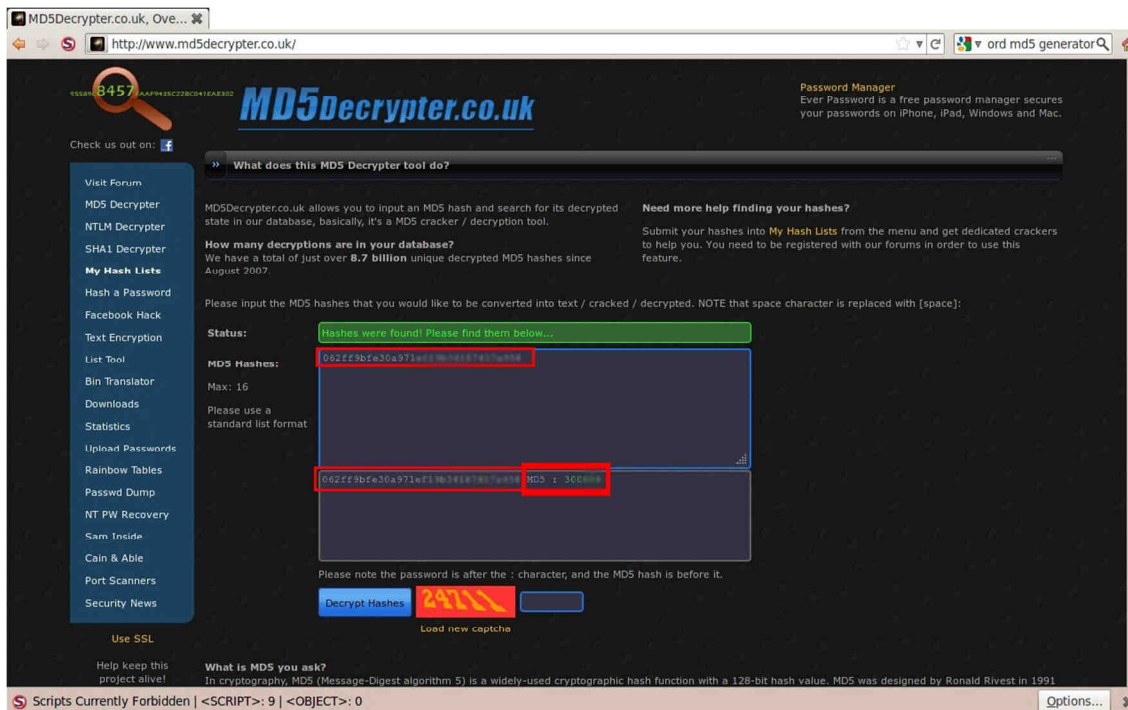 MD5Decrypter.co.uk, Ove...
http://www.md5decrypter.co.uk/
ord md5 generator
8457
MD5Decrypter.co.uk
Password Manager
Ever Password is a free password manager secures
your passwords on iPhone, iPad, Windows and Mac.
Check us out on:
» What does this MD5 Decrypter tool do?
Visit Forum
MD5 Decrypter
NTLM Decrypter
SHA1 Decrypter
My Hash Lists
Hash a Password
Facebook Hack
Text Encryption
List Tool
Bin Translator
Downloads
Statistics
Upload Passwords
Rainbow Tables
Passwd Dump
NT PW Recovery
Sam Inside
Cain & Able
Port Scanners
Security News
Use SSL
Help keep this
project alive!
MD5Decrypter.co.uk allows you to input an MD5 hash and search for its decrypted
state in our database, basically, it's a MD5 cracker / decryption tool.
How many decryptions are in your database?
We have a total of just over 8.7 billion unique decrypted MD5 hashes since
August 2007.
Need more help finding your hashes?
Submit your hashes into My Hash Lists from the menu and get dedicated crackers
to help you. You need to be registered with our forums in order to use this
feature.
Please input the MD5 hashes that you would like to be converted into text / cracked / decrypted. NOTE that space character is replaced with [space]:
Status:
Hashes were found! Please find them below...
MD5 Hashes:
Max: 16
Please use a
standard list format
062ff9bfe30a971
062ff9bfe30a971 MD5 : 300
Please note the password is after the : character, and the MD5 hash is before it.
Decrypt Hashes
Load new captcha
What is MD5 you ask?
In cryptography, MD5 (Message-Digest algorithm 5) is a widely-used cryptographic hash function with a 128-bit hash value. MD5 was designed by Ronald Rivest in 1991
Scripts Currently Forbidden | <SCRIPT>: 9 | <OBJECT>: 0
Options...